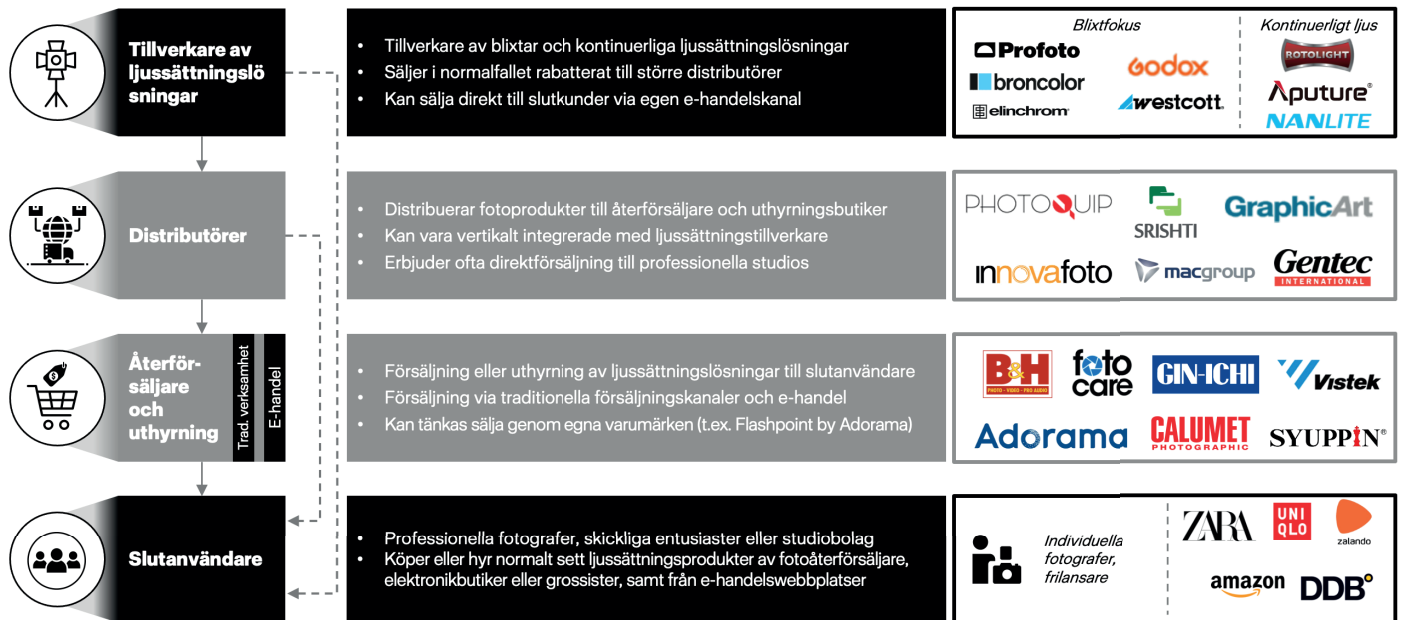 Tillverkare av
ljussättningslö
sningar
• Tillverkare av blixtar och kontinuerliga ljussättningslösningar
• Säljer i normalfallet rabatterat till större distributörer
• Kan sälja direkt till slutkunder via egen e-handelskanal
Blixtfokus
Profoto
broncolor
elinchrom
Godox
westcott.
Kontinuerligt ljus
ROTOLIGHT
Aputure®
NANLITE
Distributörer
• Distribuerar fotoprodukter till återförsäljare och uthyrningsbutiker
• Kan vara vertikalt integrerade med ljussättningstillverkare
• Erbjuder ofta direktförsäljning till professionella studios
PHOTOQUIP
SRISHTI
GraphicArt
innovafoto
macgroup
Gentec
INTERNATIONAL
Återför-
säljare
och
uthyrning
Trad. verksamhet
E-handel
$
• Försäljning eller uthyrning av ljussättningslösningar till slutanvändare
• Försäljning via traditionella försäljningskanaler och e-handel
• Kan tänkas sälja genom egna varumärken (t.ex. Flashpoint by Adorama)
B&H
PHOTO - VIDEO - PRO AUDIO
foto
care
GIN-ICHI
Vistek
Adorama
CALUMET
PHOTOGRAPHIC
SYUPPIN®
Slutanvändare
• Professionella fotografer, skickliga entusiaster eller studiobolag
• Köper eller hyr normalt sett ljussättningsprodukter av fotoåterförsäljare,
elektronikbutiker eller grossister, samt från e-handelswebbplatser
Individuella
fotografer,
frilansare
ZARA
UNI
QLO
zalando
amazon
DDB°